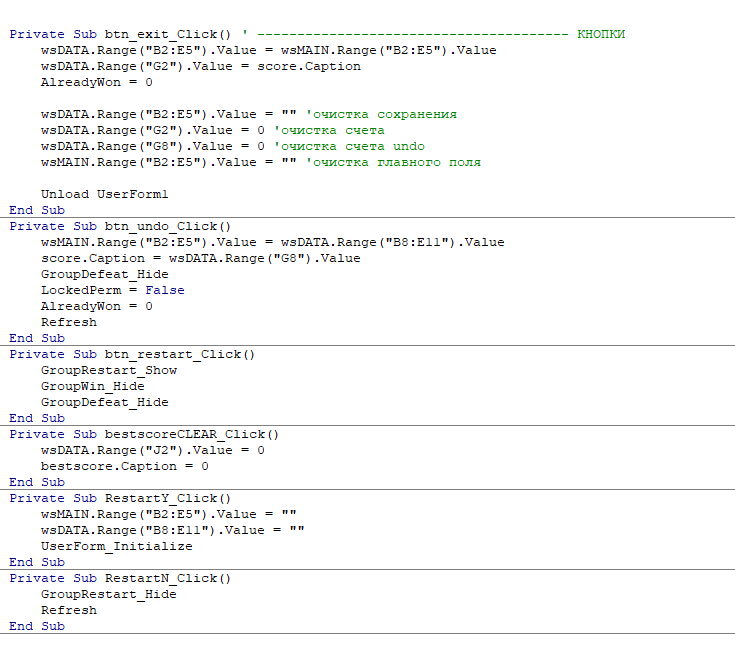 Private Sub btn_exit_Click() ' --------------------------------------- КНОПКИ
    wsDATA.Range("B2:E5").Value = wsMAIN.Range("B2:E5").Value
    wsDATA.Range("G2").Value = score.Caption
    AlreadyWon = 0
    wsDATA.Range("B2:E5").Value = "" 'очистка сохранения
    wsDATA.Range("G2").Value = 0 'очистка счета
    wsDATA.Range("G8").Value = 0 'очистка счета undo
    wsMAIN.Range("B2:E5").Value = "" 'очистка главного поля
    Unload UserForm1
End Sub
Private Sub btn_undo_Click()
    wsMAIN.Range("B2:E5").Value = wsDATA.Range("B8:E11").Value
    score.Caption = wsDATA.Range("G8").Value
    GroupDefeat_Hide
    LockedPerm = False
    AlreadyWon = 0
    Refresh
End Sub
Private Sub btn_restart_Click()
    GroupRestart_Show
    GroupWin_Hide
    GroupDefeat_Hide
End Sub
Private Sub bestscoreCLEAR_Click()
    wsDATA.Range("J2").Value = 0
    bestscore.Caption = 0
End Sub
Private Sub RestartY_Click()
    wsMAIN.Range("B2:E5").Value = ""
    wsDATA.Range("B8:E11").Value = ""
    UserForm_Initialize
End Sub
Private Sub RestartN_Click()
    GroupRestart_Hide
    Refresh
End Sub